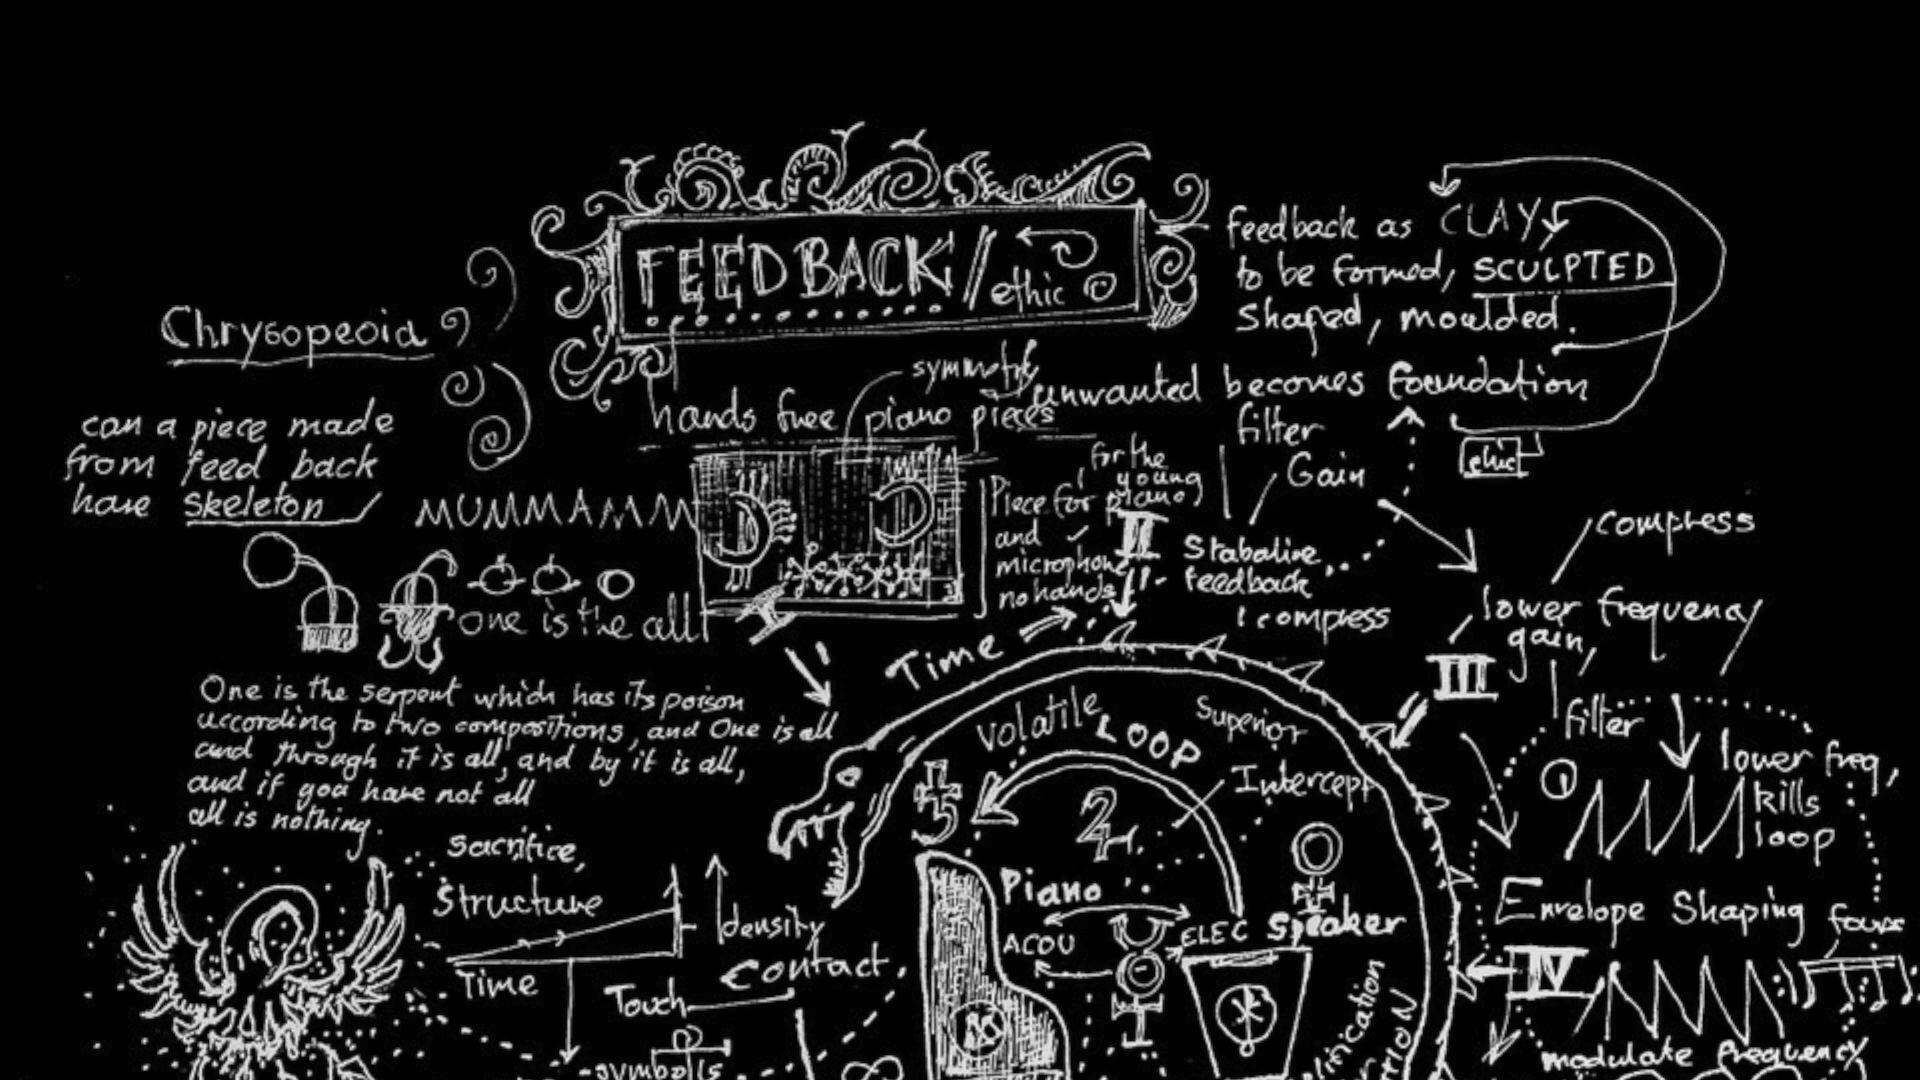 FEEDBACK/
ethic
feedback as CLAY
to be formed, SCULPTED
shaped, moulded.
unwanted becomes foundation
ethic
Chrysopeoia
can a piece made
from feed back
have skeleton
symmetry
hands free piano pieces
MUMMAMM
one is the all
Piece for
and
microphone
no hands
for the
young
piano
filter
Gain
II
Stabalise
feedback
compress
compress
lower frequency
gain,
III
filter
lower freq,
kills
loop
One is the serpent which has its poison
according to two compositions, and One is all
and through it is all, and by it is all,
and if you have not all
all is nothing.
Time
Volatile
LOOP
Superior
Intercept
sacrifice,
Structure
density
Time
Contact,
Touch
symbols
Piano
ACOU
ELEC
Speaker
Envelope Shaping
IV
modulate frequency